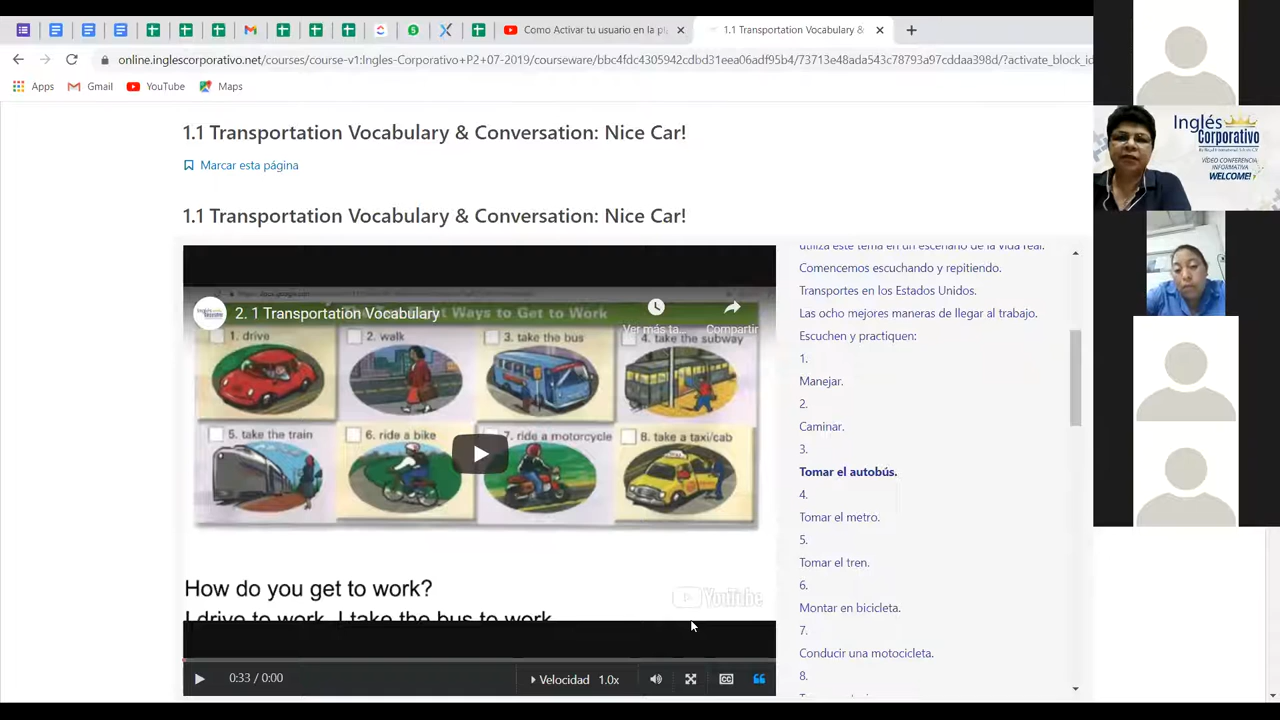 Como Activar tu usuario en la pl
1.1 Transportation Vocabulary &
online.inglescorporativo.net/courses/course-v1:Ingles-Corporativo+P2+07-2019/courseware/bbc4fdc4305942cdbd31eea06adf95b4/73713e48ada543c78793a97cddaa398d/?activate_block_id
Apps
Gmail
YouTube
Maps
1.1 Transportation Vocabulary & Conversation: Nice Car!
Marcar esta página
1.1 Transportation Vocabulary & Conversation: Nice Car!
2. 1 Transportation Vocabulary
t Ways to Get to Work
Ver más ta...
Compartir
1. drive
2. walk
3. take the bus
4. take the subway
5. take the train
6. ride a bike
7. ride a motorcycle
8. take a taxi/cab
How do you get to work?
I drive to work. I take the bus to work
YouTube
0:33 / 0:00
Velocidad 1.0x
CC
utiliza este tema en un escenario de la vida real.
Comencemos escuchando y repitiendo.
Transportes en los Estados Unidos.
Las ocho mejores maneras de llegar al trabajo.
Escuchen y practiquen:
1.
Manejar.
2.
Caminar.
3.
Tomar el autobús.
4.
Tomar el metro.
5.
Tomar el tren.
6.
Montar en bicicleta.
7.
Conducir una motocicleta.
8.
Inglés
Corporativo
VÍDEO CONFERENCIA
INFORMATIVA
WELCOME!